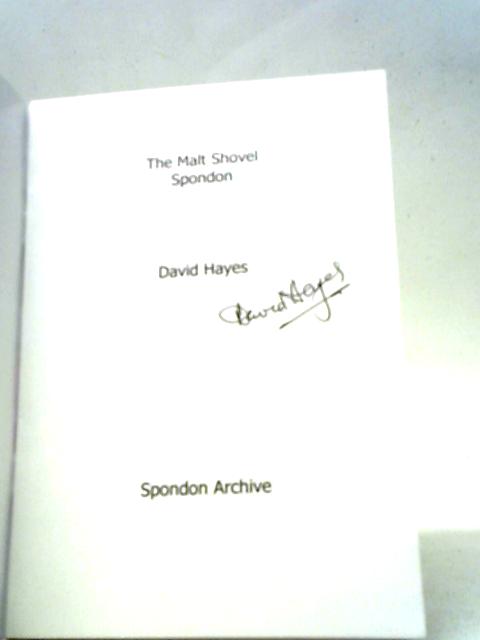 The Malt Shovel
Spondon
David Hayes
David Hayes
Spondon Archive